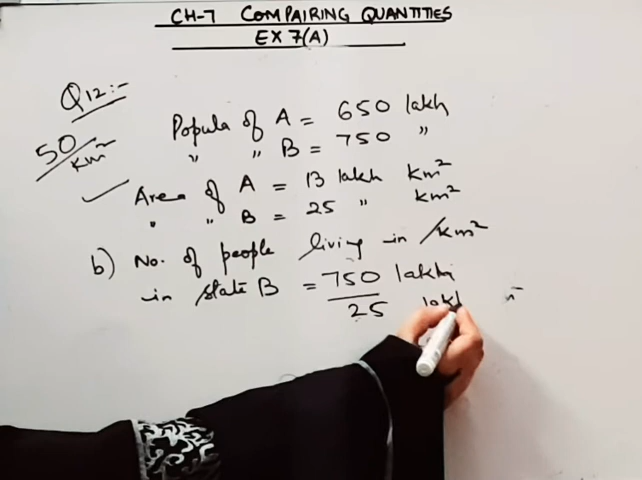 CH-7 COMPAIRING QUANTITIES
EX 7(A)
Q12:-
50/km²
Popula of A = 650 lakh
" " B = 750 "
Area of A = 13 lakh km²
" " B = 25 " km²
b) No. of people living in /km²
in state B = 750 lakh
25 lakh